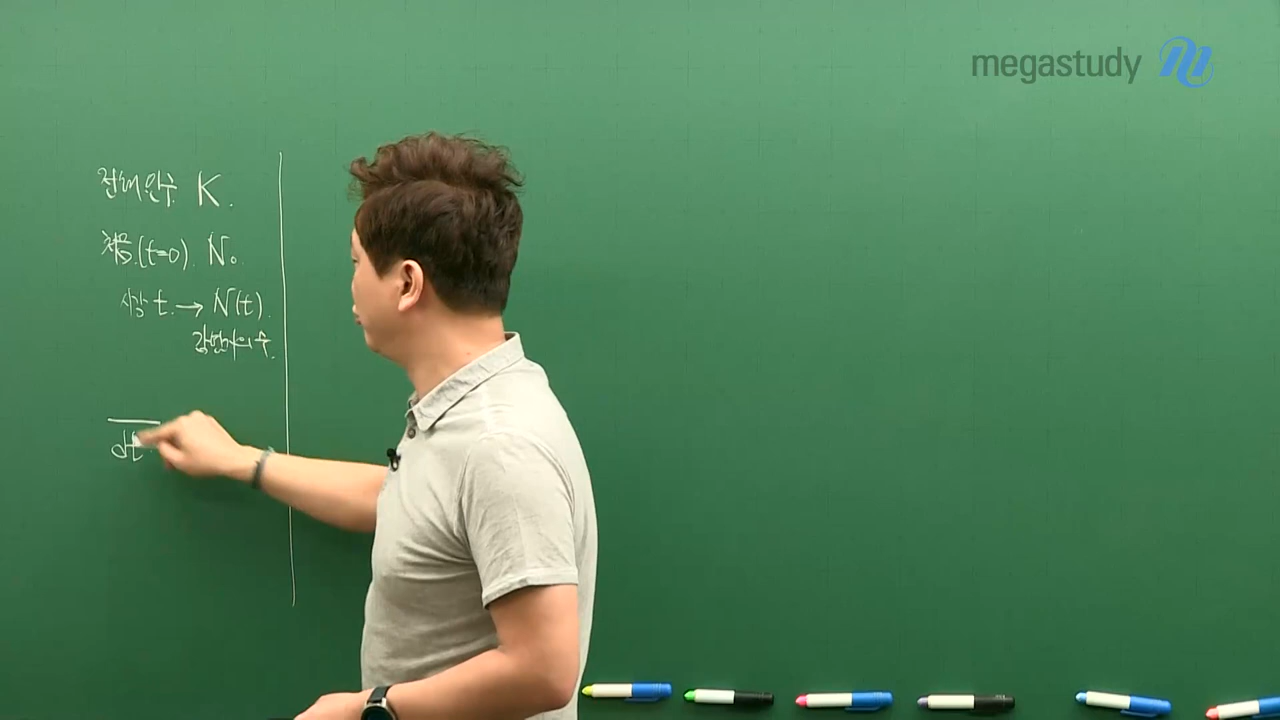 megastudy
전체 인구 K.
처음.(t=0). N₀.
시각 t. → N(t).
감염자의 수.
dt